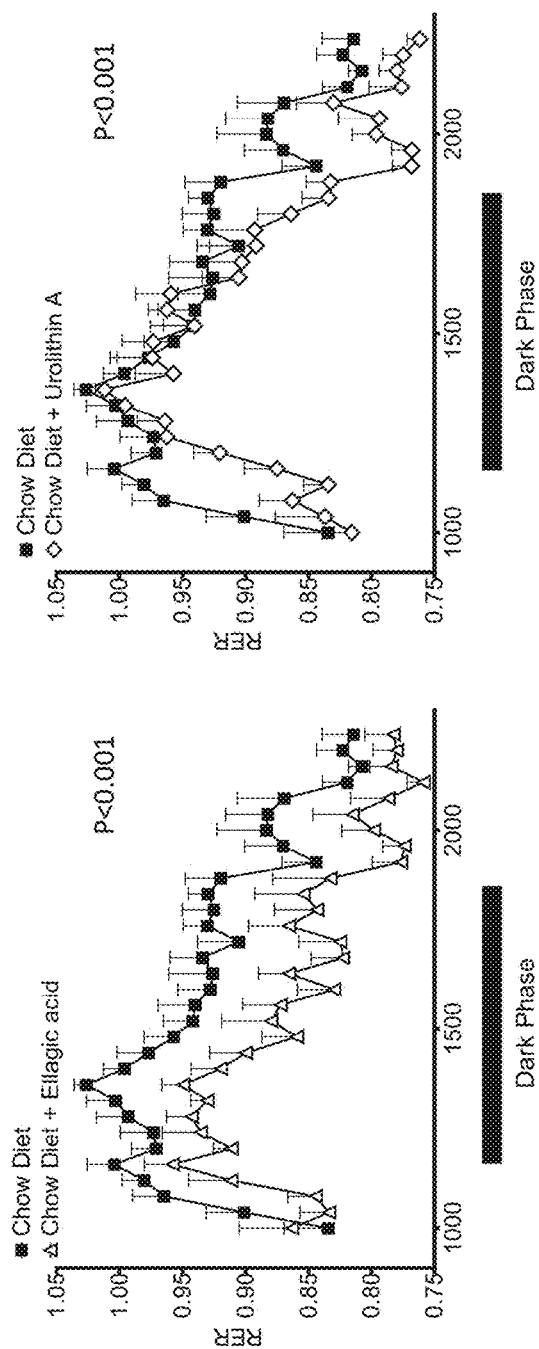 Chow Diet
Chow Diet + Ellagic acid
P<0.001
RER
1.05
1.00
0.95
0.90
0.85
0.80
0.75
1000
1500
2000
Dark Phase
Chow Diet
Chow Diet + Urolithin A
P<0.001
RER
1.05
1.00
0.95
0.90
0.85
0.80
0.75
1000
1500
2000
Dark Phase